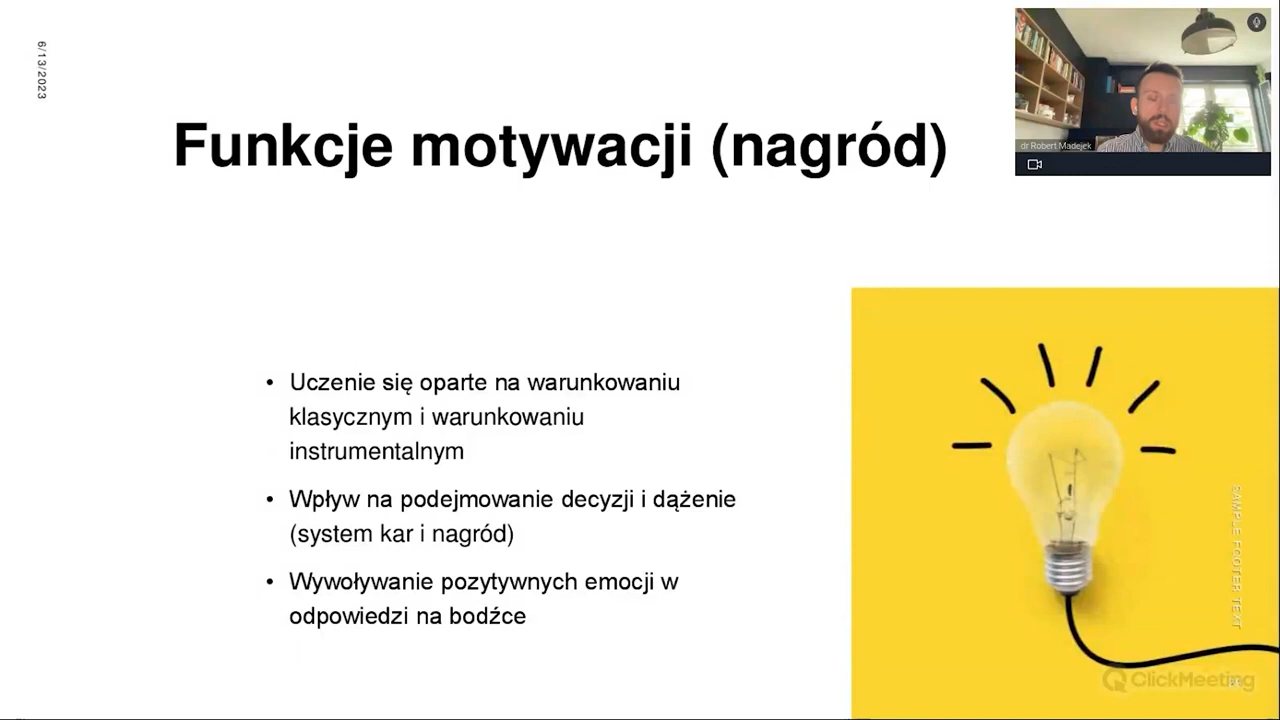 6/13/2023
Funkcje motywacji (nagród)
dr Robert Madejek
• Uczenie się oparte na warunkowaniu
klasycznym i warunkowaniu
instrumentalnym
• Wpływ na podejmowanie decyzji i dążenie
(system kar i nagród)
• Wywoływanie pozytywnych emocji w
odpowiedzi na bodźce
SAMPLE FOOTER TEXT
ClickMeeting